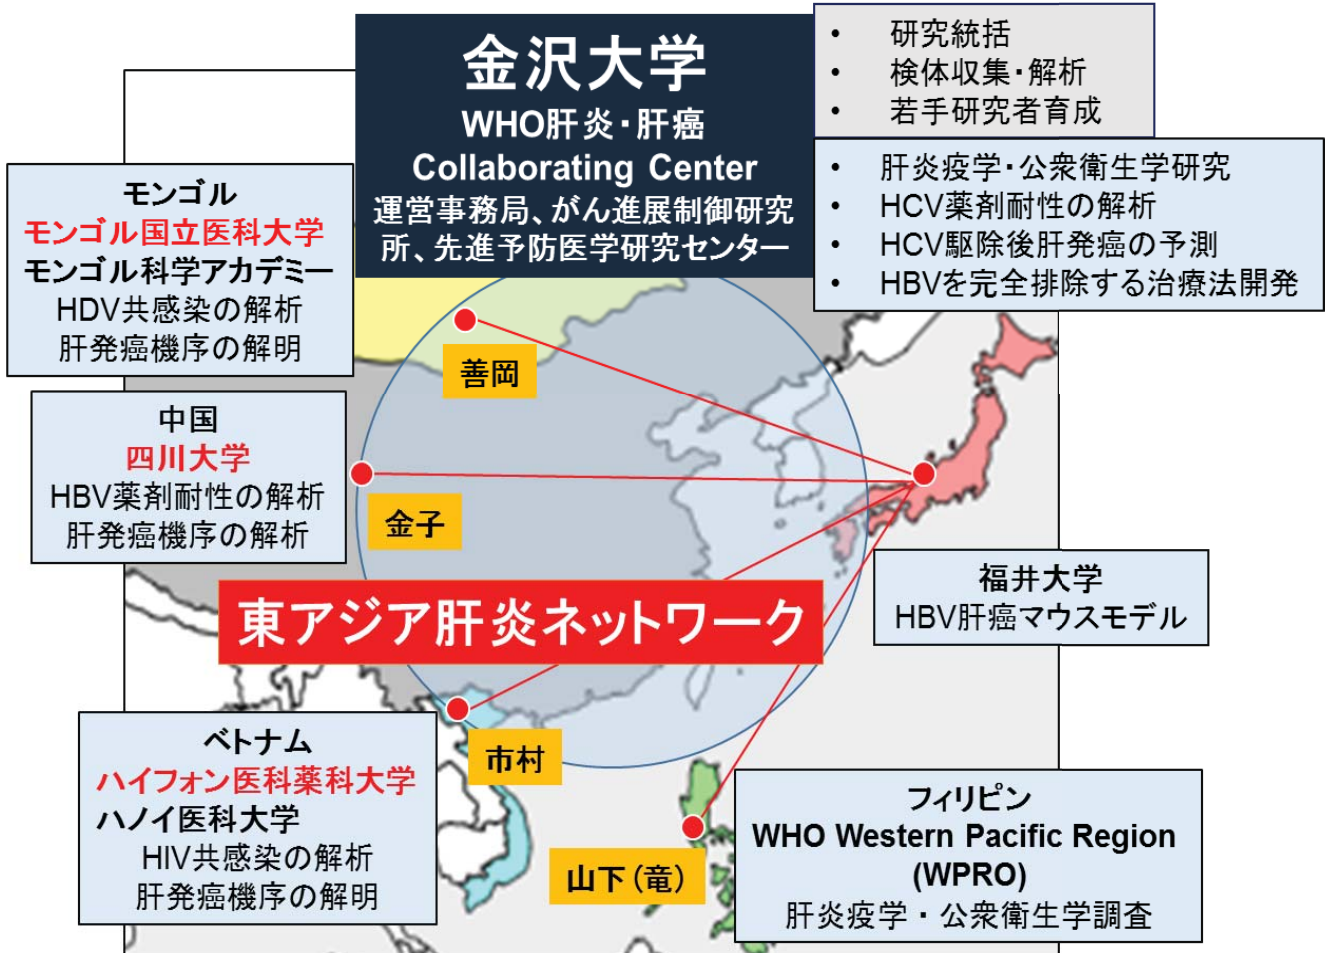 金沢大学
WHO肝炎・肝癌
Collaborating Center
運営事務局、がん進展制御研究
所、先進予防医学研究センター
• 研究統括
• 検体収集・解析
• 若手研究者育成
• 肝炎疫学・公衆衛生学研究
• HCV薬剤耐性の解析
• HCV駆除後肝発癌の予測
• HBVを完全排除する治療法開発
モンゴル
モンゴル国立医科大学
モンゴル科学アカデミー
HDV共感染の解析
肝発癌機序の解明
善岡
中国
四川大学
HBV薬剤耐性の解析
肝発癌機序の解析
金子
東アジア肝炎ネットワーク
福井大学
HBV肝癌マウスモデル
ベトナム
ハイフォン医科薬科大学
ハノイ医科大学
HIV共感染の解析
肝発癌機序の解明
市村
山下（竜）
フィリピン
WHO Western Pacific Region
(WPRO)
肝炎疫学・公衆衛生学調査